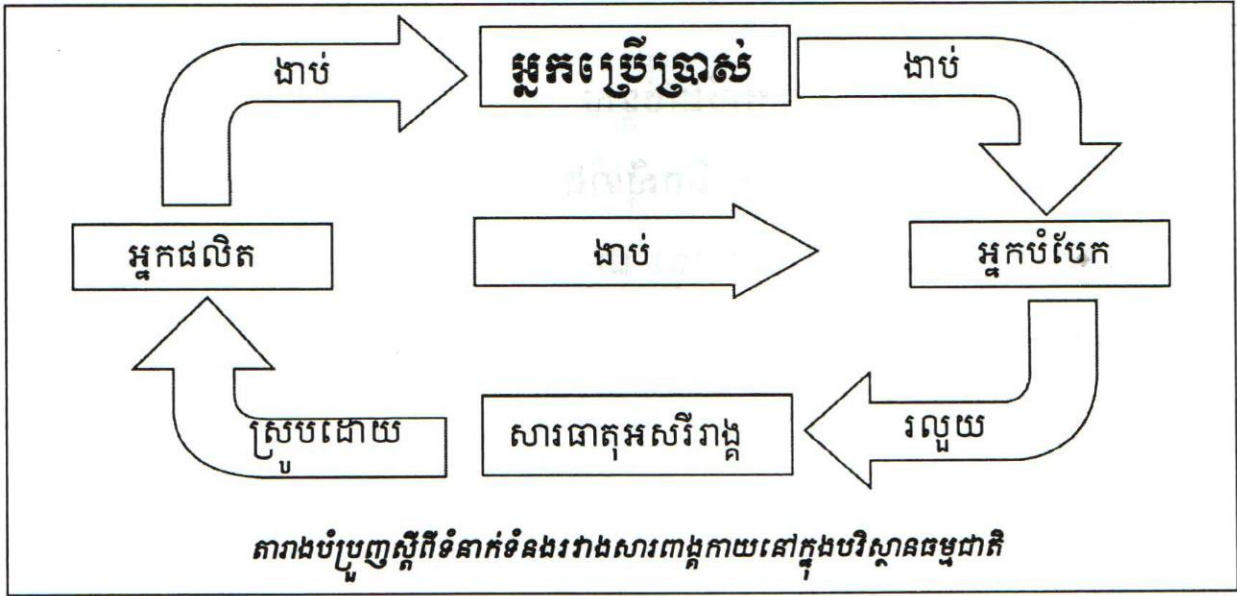 ងាប់
អ្នកប្រើប្រាស់
ងាប់
អ្នកផលិត
ងាប់
អ្នកបំបែក
ស្រូបដោយ
សារធាតុអសរីរាង្គ
រលួយ
តារាងបំប្រួញស្តីពីទំនាក់ទំនងរវាងសារពាង្គកាយនៅក្នុងបរិស្ថានធម្មជាតិ